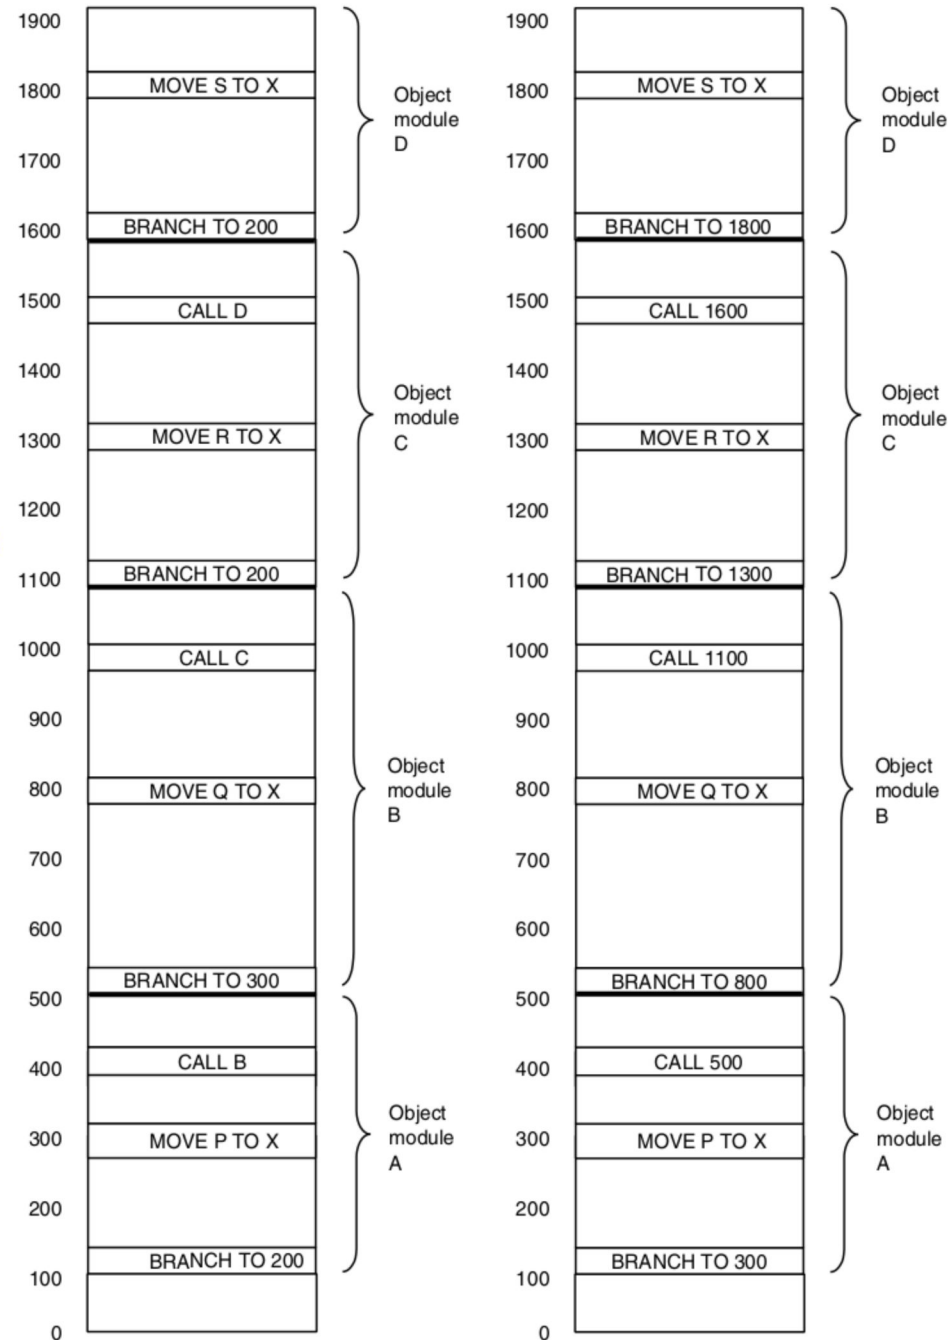 1900
MOVE S TO X
1800
1700
BRANCH TO 200
1600
Object
module
D
1500
CALL D
1400
MOVE R TO X
1300
1200
BRANCH TO 200
1100
Object
module
C
1000
CALL C
900
800
MOVE Q TO X
700
600
BRANCH TO 300
500
Object
module
B
400
CALL B
300
MOVE P TO X
200
BRANCH TO 200
100
0
Object
module
A
1900
MOVE S TO X
1800
1700
BRANCH TO 1800
1600
Object
module
D
1500
CALL 1600
1400
MOVE R TO X
1300
1200
BRANCH TO 1300
1100
Object
module
C
1000
CALL 1100
900
800
MOVE Q TO X
700
600
BRANCH TO 800
500
Object
module
B
400
CALL 500
300
MOVE P TO X
200
BRANCH TO 300
100
0
Object
module
A